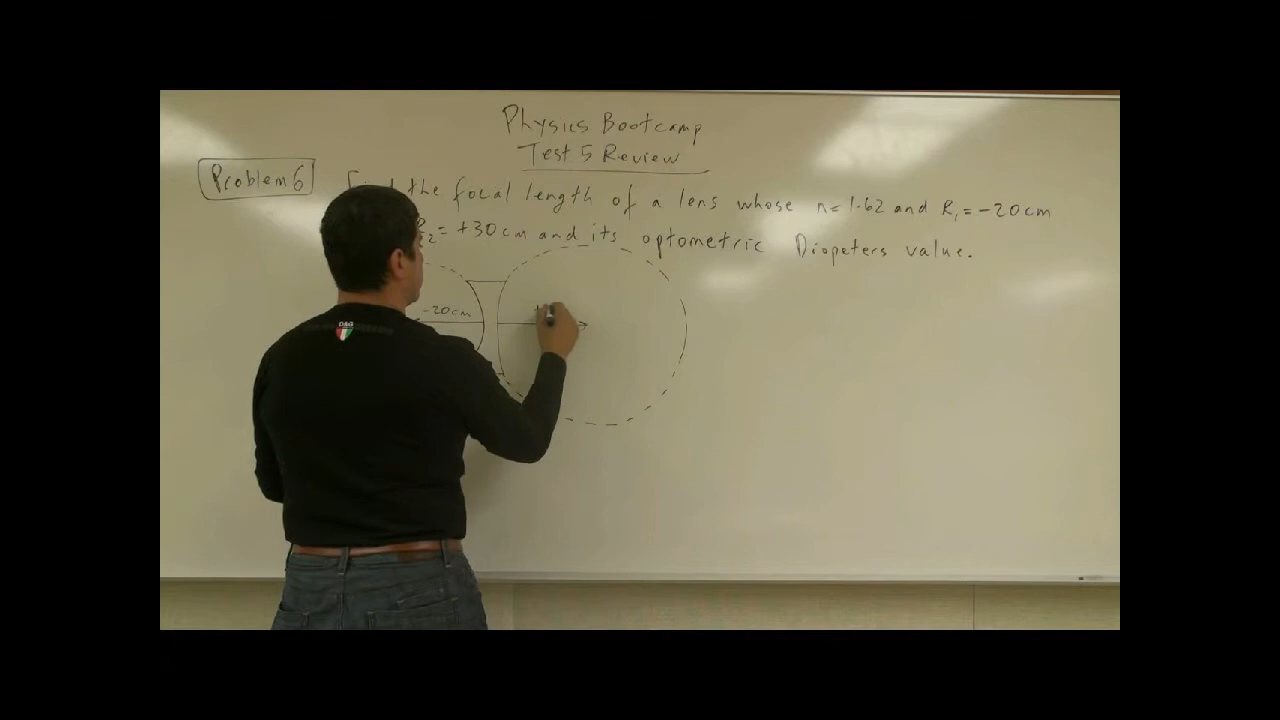 Physics Bootcamp
Test 5 Review
Problem 6
the focal length of a lens whose n=1.62 and R₁=-20cm
₂=+30cm and its optometric Diopeters value.
-20cm
D&G